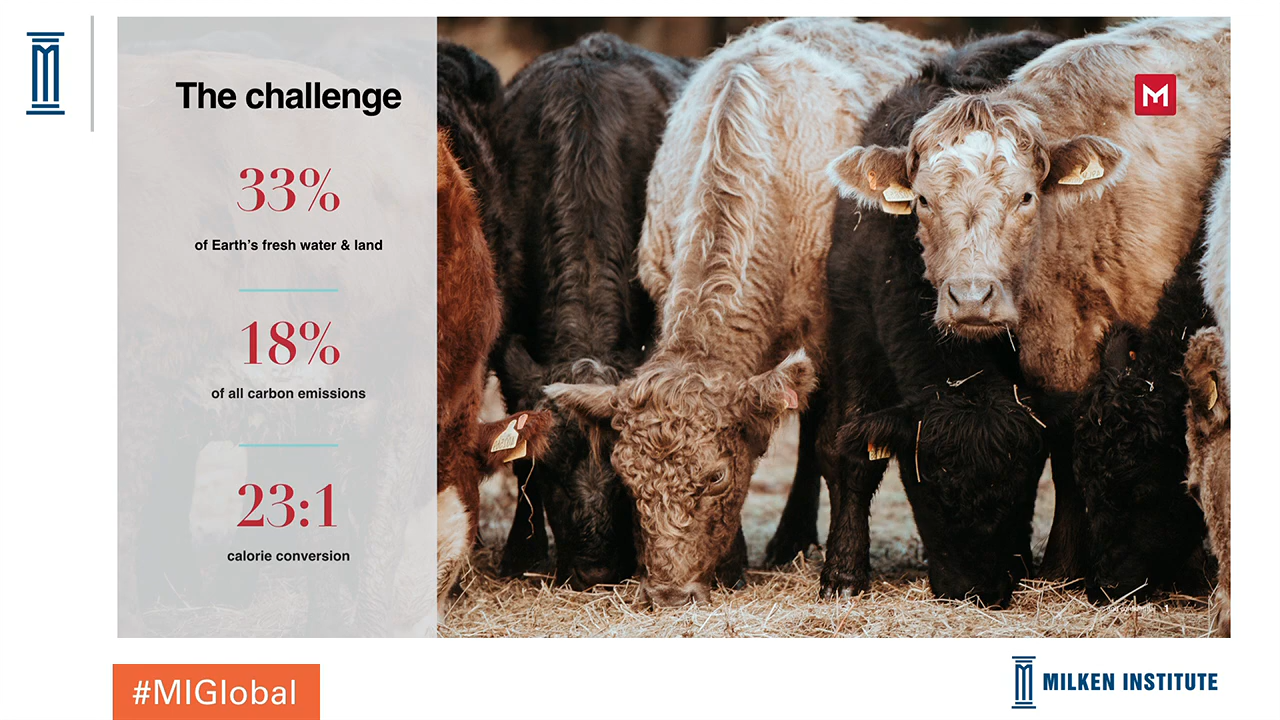 The challenge
33%
of Earth's fresh water & land
18%
of all carbon emissions
23:1
calorie conversion
M
1
#MIGlobal
MILKEN INSTITUTE